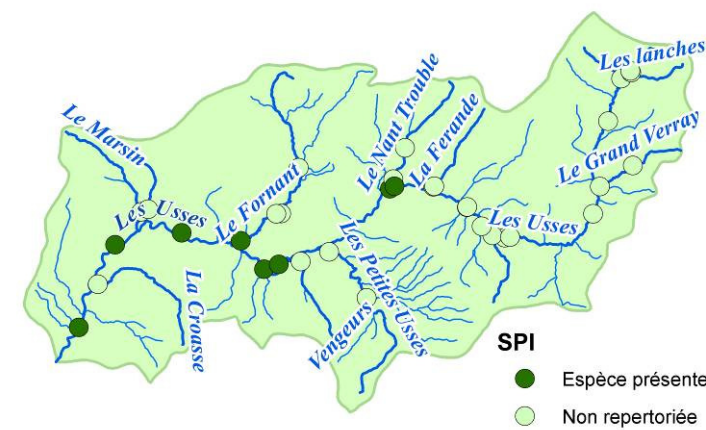 Les lânches
Le Nant Trouble
Le Marsin
La Ferande
Le Grand Verray
Les Usses
Le Fornant
Les Usses
Les Petites-Usses
La Croasse
Vengeurs
SPI
Espèce présente
Non repertoriée